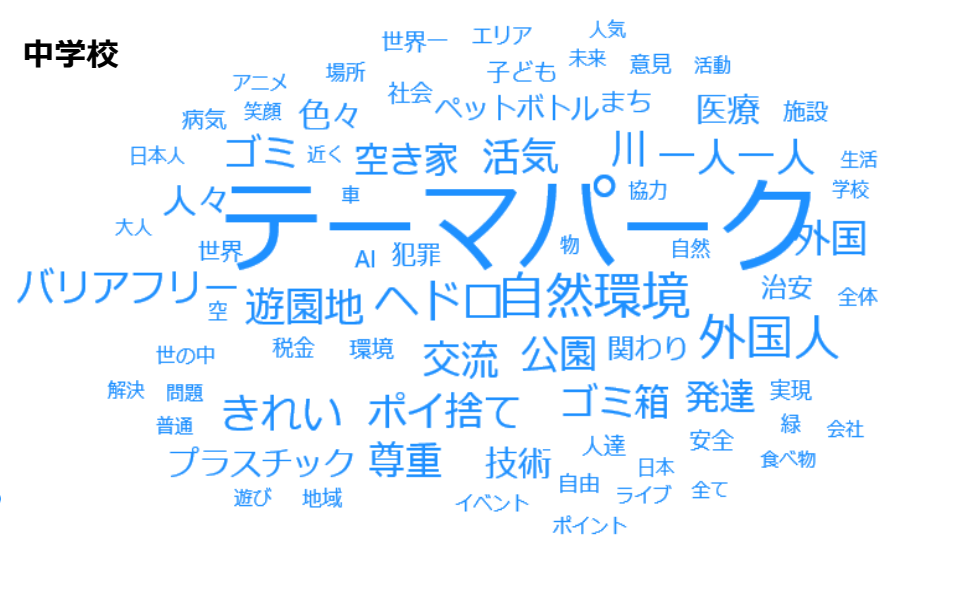 中学校
世界一 エリア 人気
アニメ 場所 子ども 未来 意見 活動
病気 笑顔 色々 社会 ペットボトル まち 医療 施設
日本人 ゴミ 近く 空き家 活気 川 一人一人 生活
人々 車 協力 学校
大人 テーマパーク
世界 AI 犯罪 物 自然 外国
バリアフリー 空 遊園地 ヘドロ 自然環境 治安 全体
世の中 税金 環境 交流 公園 関わり 外国人
解決 問題 きれい ポイ捨て ゴミ箱 発達 実現
普通 緑 会社
プラスチック 尊重 技術 人達 日本 安全 食べ物
遊び 地域 イベント 自由 ライブ 全て
ポイント